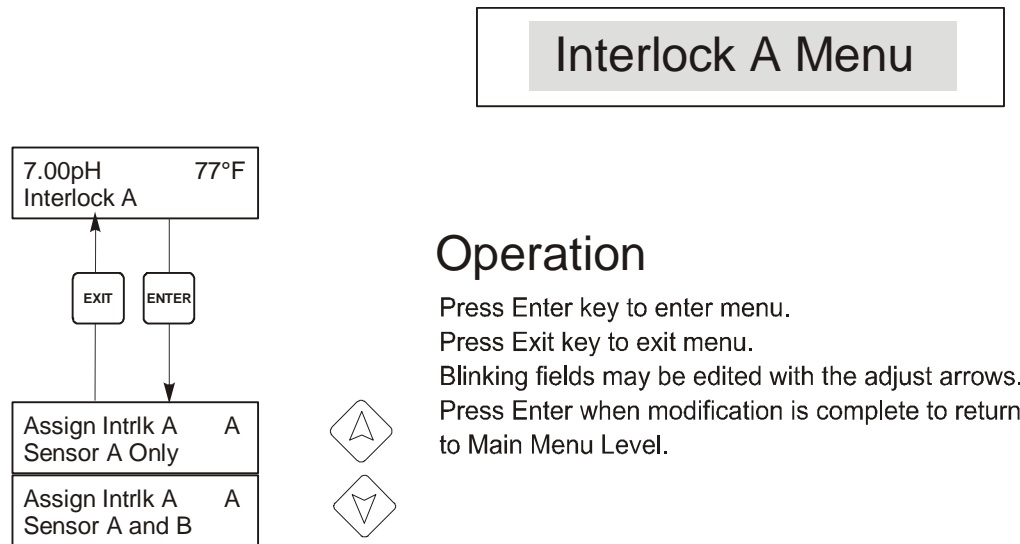 Interlock A Menu
7.00pH 77°F
Interlock A
EXIT ENTER
Assign Intrlk A A
Sensor A Only
Assign Intrlk A A
Sensor A and B
Operation
Press Enter key to enter menu.
Press Exit key to exit menu.
Blinking fields may be edited with the adjust arrows.
Press Enter when modification is complete to return
to Main Menu Level.